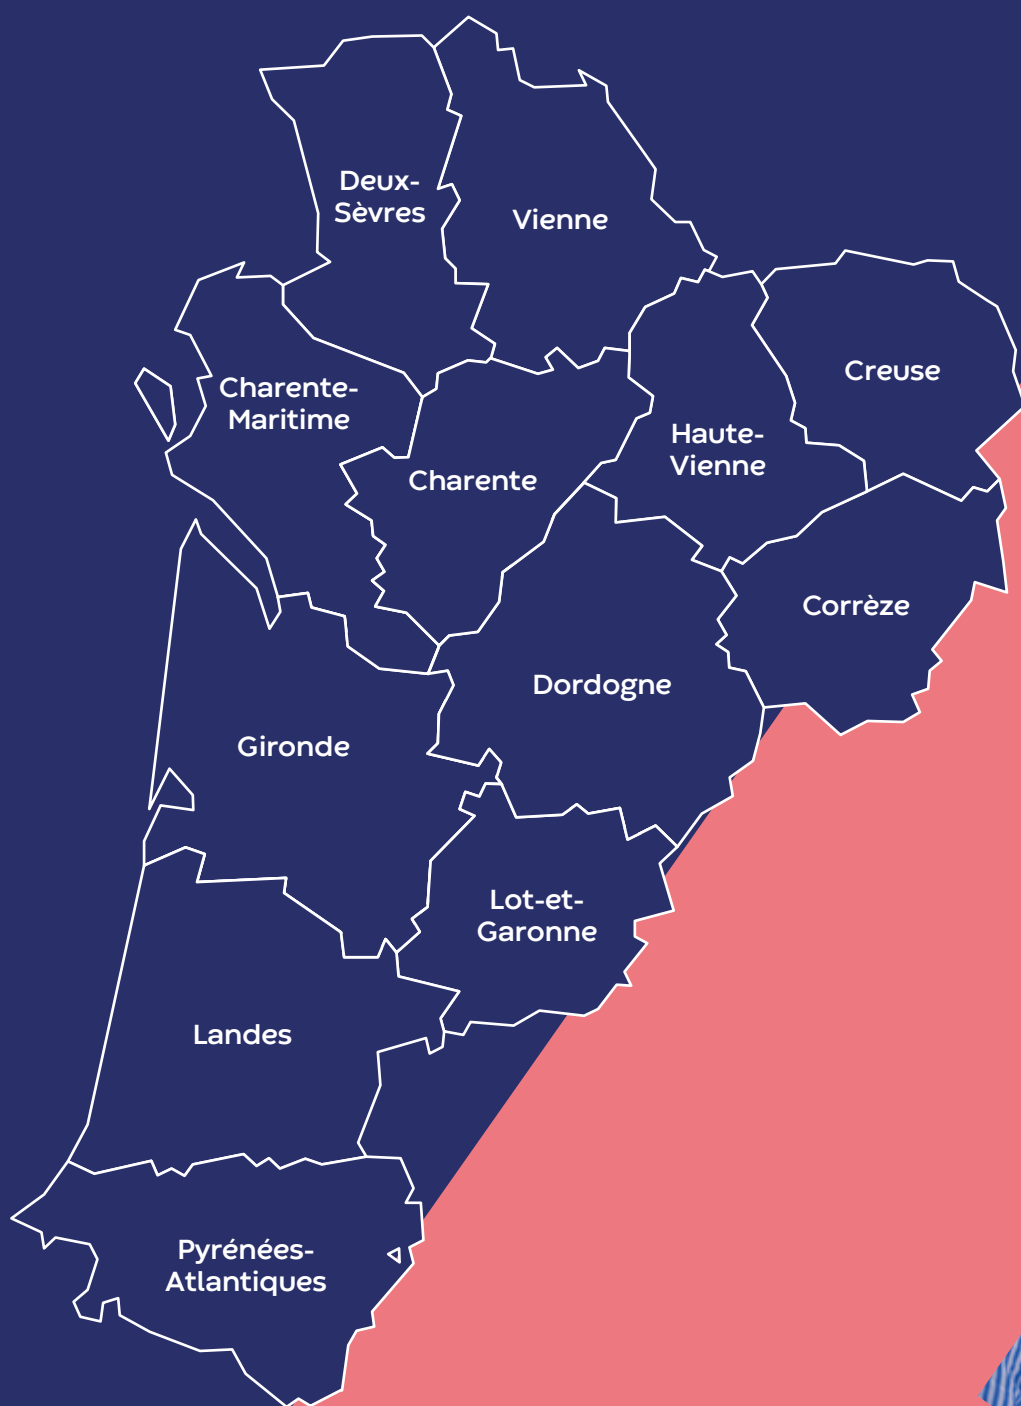 Deux-
Sèvres
Vienne
Creuse
Charente-
Maritime
Haute-
Vienne
Charente
Corrèze
Dordogne
Gironde
Lot-et-
Garonne
Landes
Pyrénées-
Atlantiques